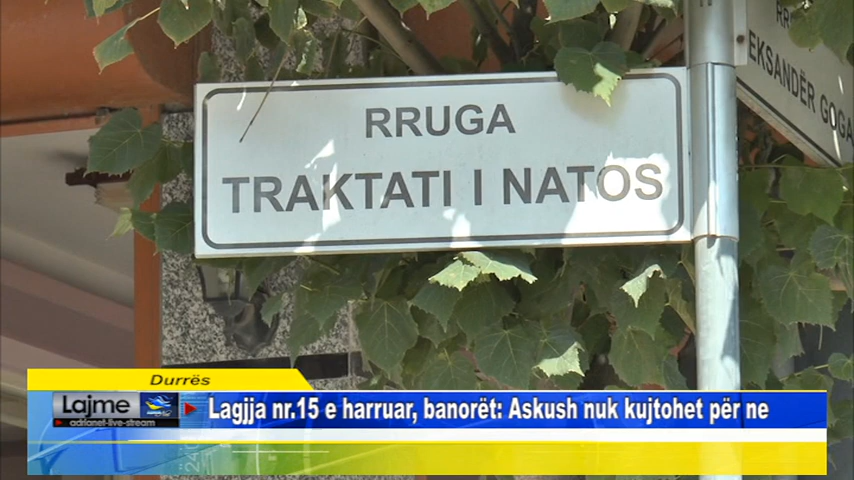 RRUGA
TRAKTATI I NATOS
EKSANDËR GOGA
Durrës
Lajme
adrianet-live-stream
Lagjja nr.15 e harruar, banorët: Askush nuk kujtohet për ne